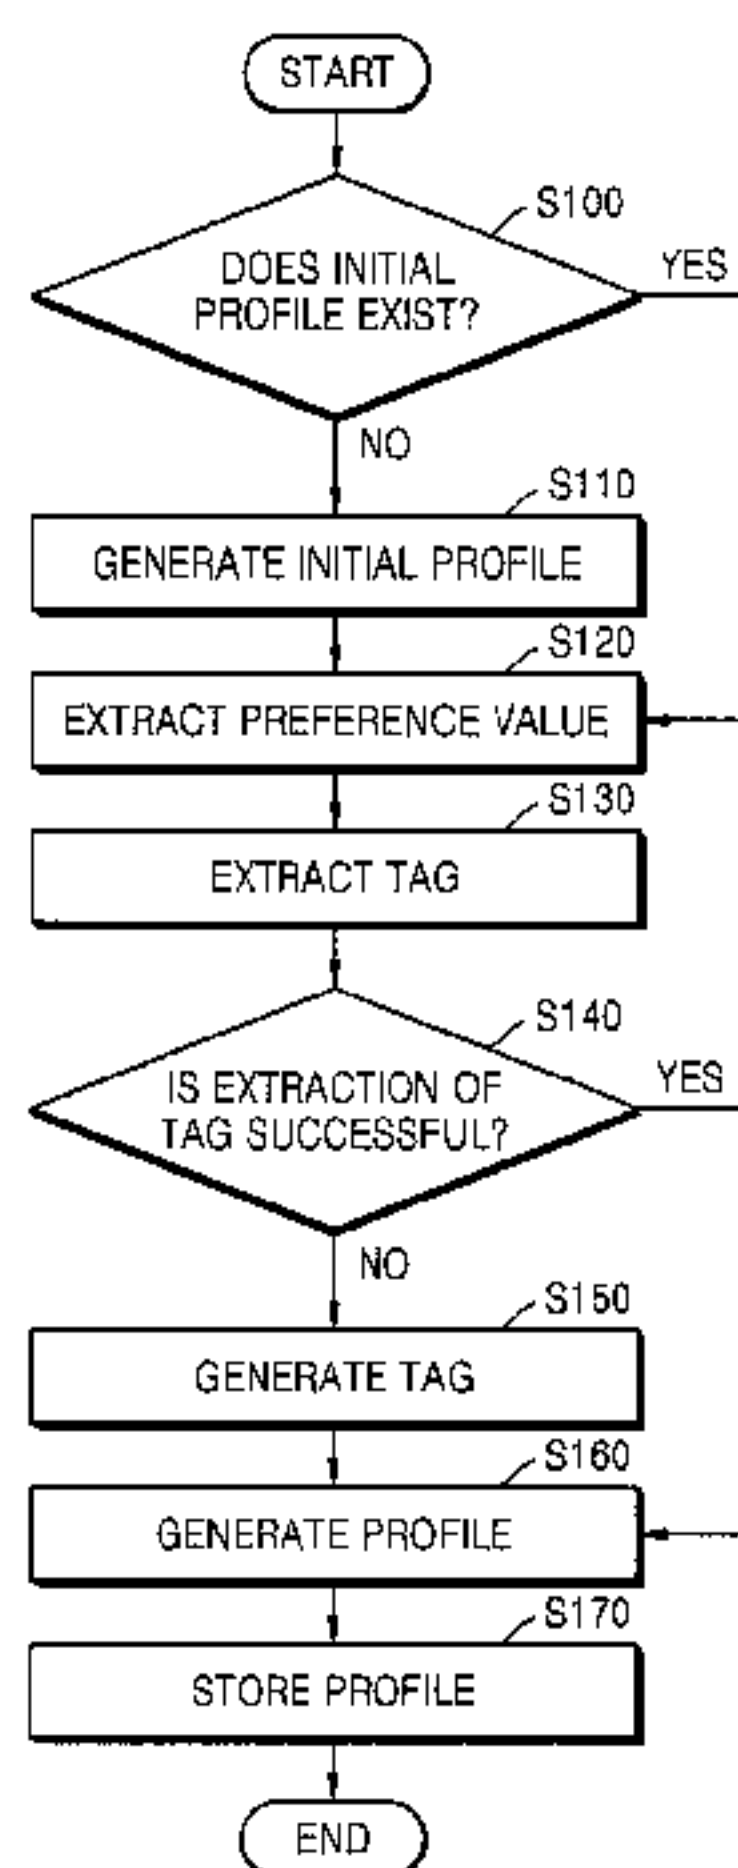 START
S100
DOES INITIAL
PROFILE EXIST?
YES
NO
S110
GENERATE INITIAL PROFILE
S120
EXTRACT PREFERENCE VALUE
S130
EXTRACT TAG
S140
IS EXTRACTION OF
TAG SUCCESSFUL?
YES
NO
S150
GENERATE TAG
S160
GENERATE PROFILE
S170
STORE PROFILE
END